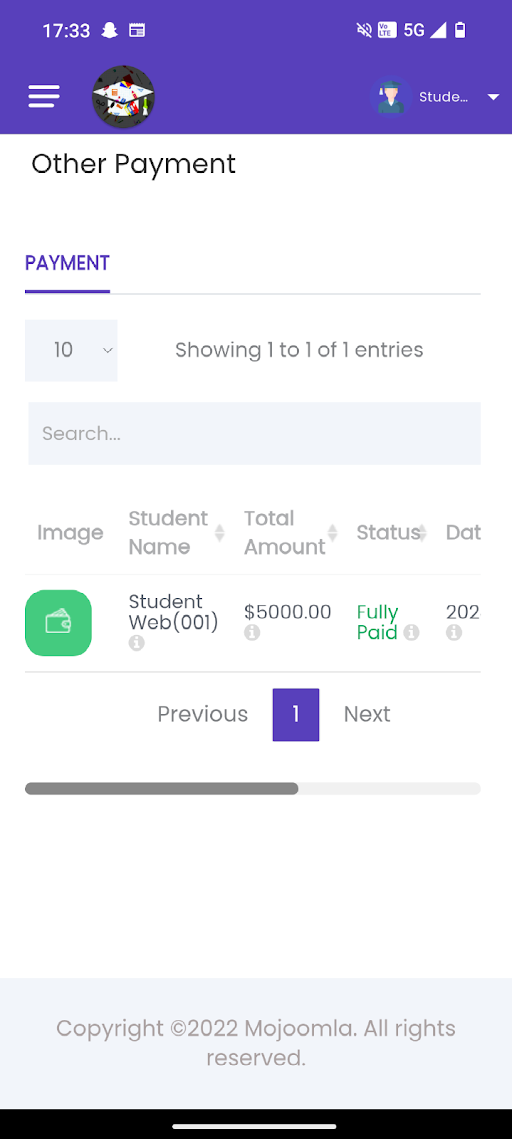 17:33 Vo LTE 5G
Stude...
Other Payment
PAYMENT
10 Showing 1 to 1 of 1 entries
Search...
Image Student Name Total Amount Status Dat
Student Web(001) $5000.00 Fully Paid 202
Previous 1 Next
Copyright ©2022 Mojoomla. All rights
reserved.